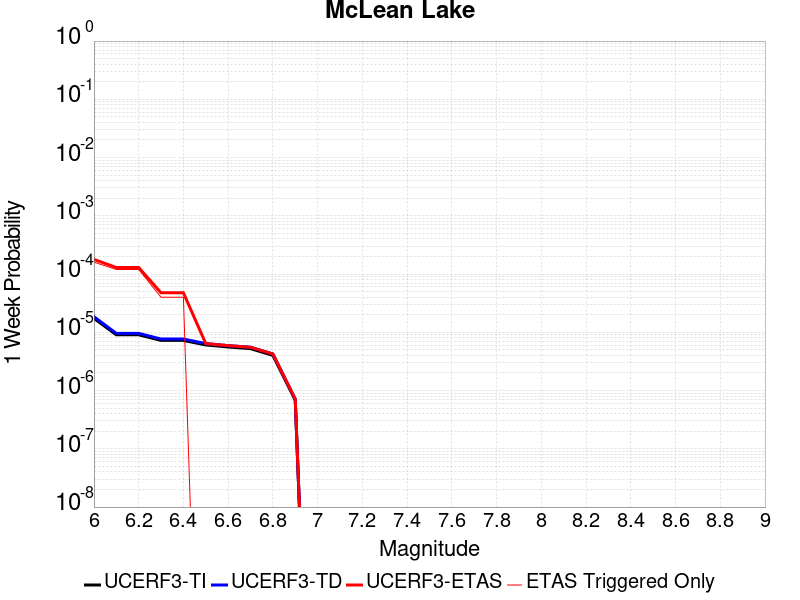 McLean Lake
10^0
10^-1
10^-2
10^-3
10^-4
10^-5
10^-6
10^-7
10^-8
1 Week Probability
6 6.2 6.4 6.6 6.8 7 7.2 7.4 7.6 7.8 8 8.2 8.4 8.6 8.8 9
Magnitude
UCERF3-TI UCERF3-TD UCERF3-ETAS ETAS Triggered Only